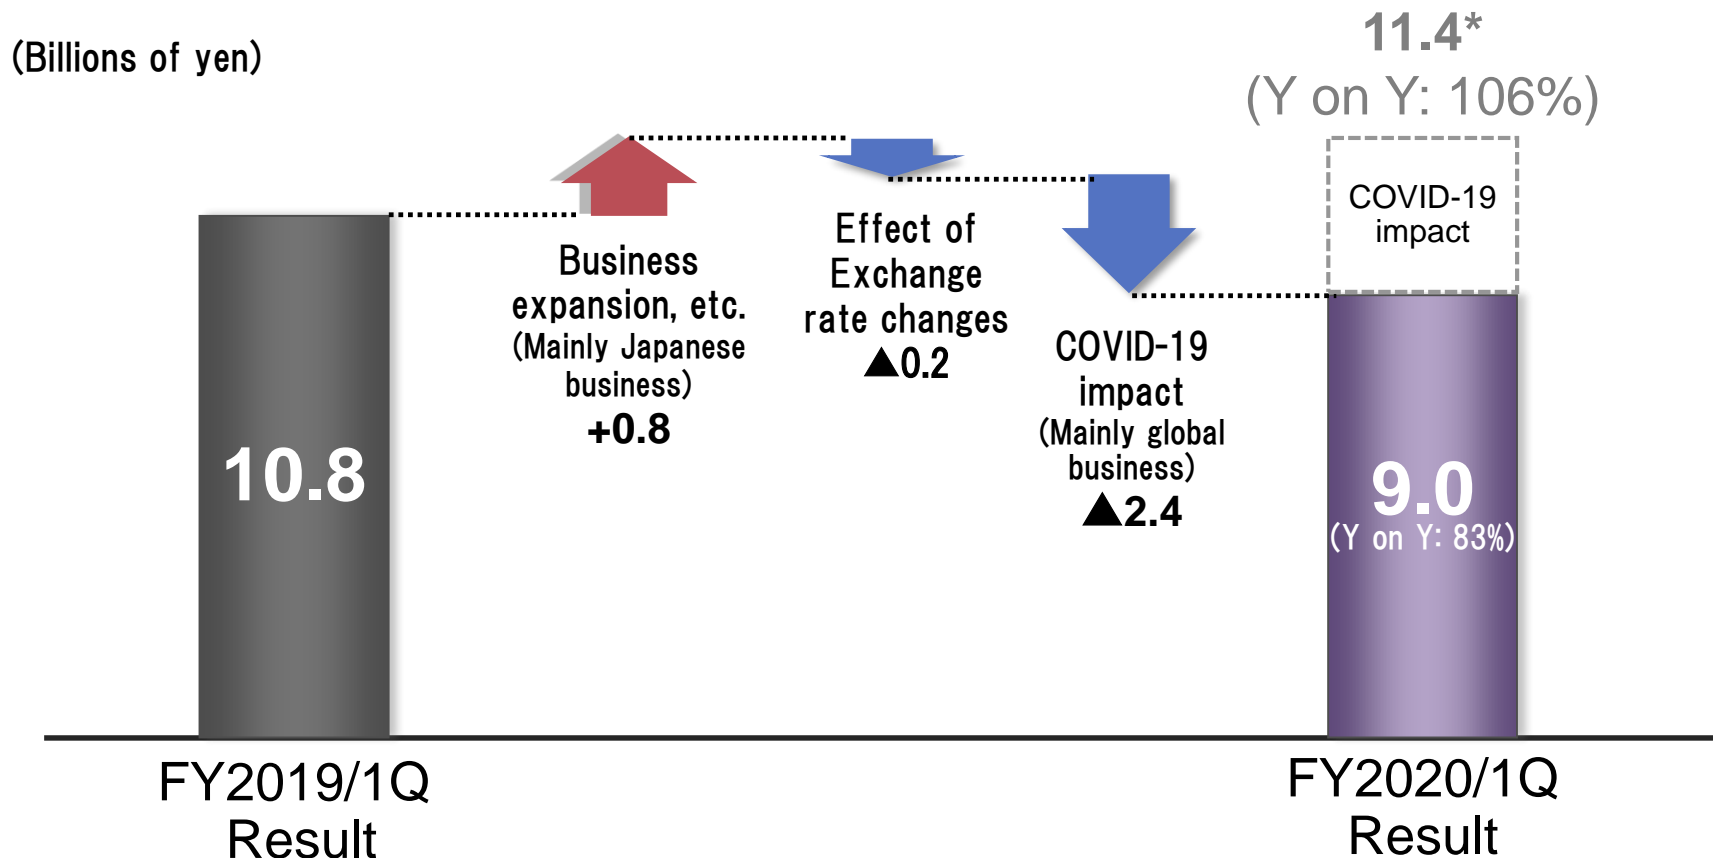 (Billions of yen)
11.4*
(Y on Y: 106%)
COVID-19
impact
Business
expansion, etc.
(Mainly Japanese
business)
+0.8
Effect of
Exchange
rate changes
▲0.2
COVID-19
impact
(Mainly global
business)
▲2.4
10.8
9.0
(Y on Y: 83%)
FY2019/1Q
Result
FY2020/1Q
Result